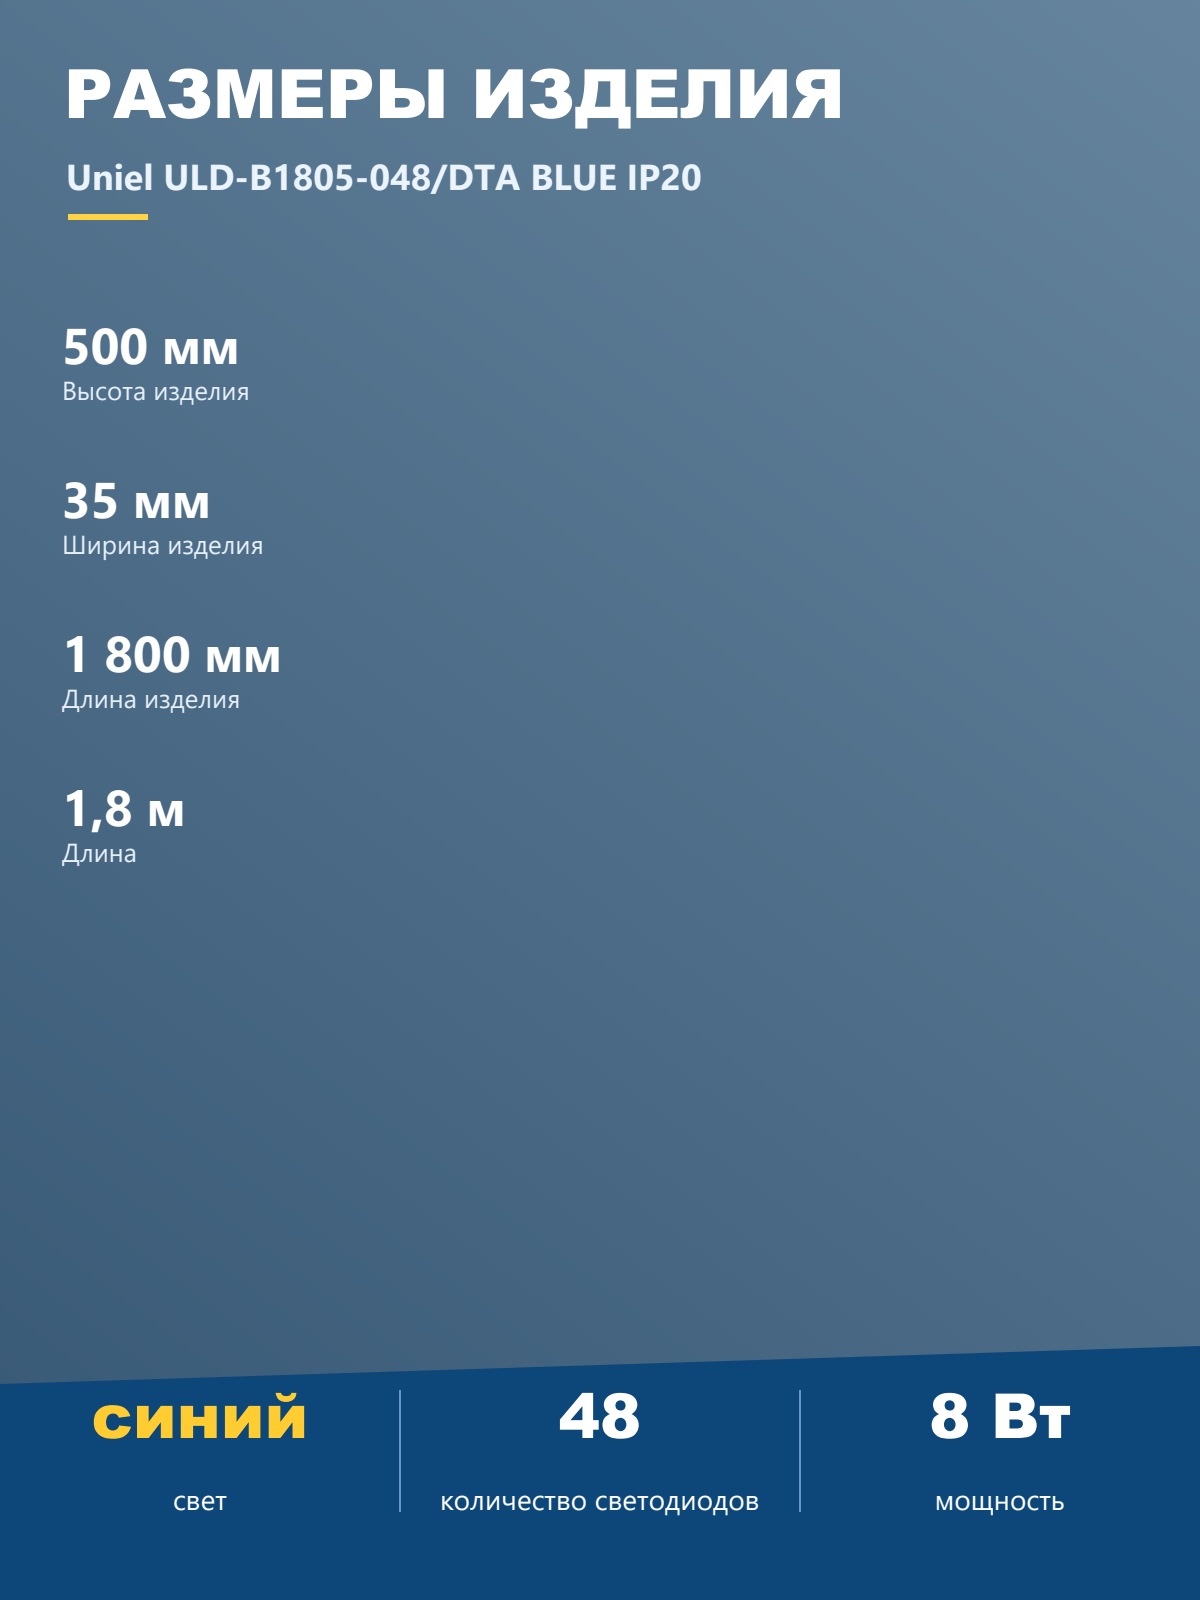 РАЗМЕРЫ ИЗДЕЛИЯ
Uniel ULD-B1805-048/DTA BLUE IP20
500 мм
Высота изделия
35 мм
Ширина изделия
1 800 мм
Длина изделия
1,8 м
Длина
синий
свет
48
количество светодиодов
8 Вт
мощность